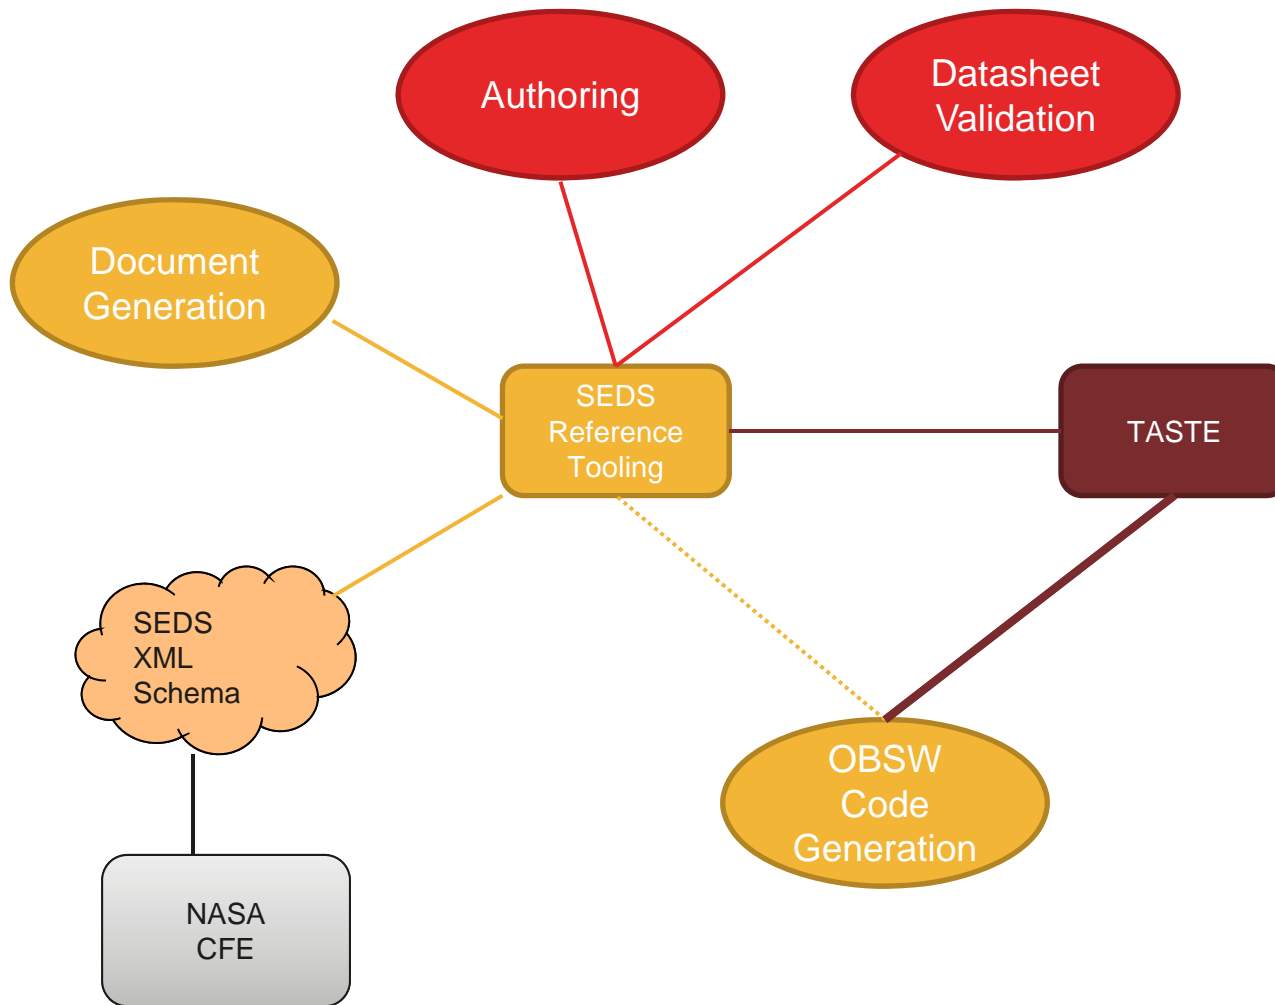 Authoring
Datasheet
Validation
Document
Generation
SEDS
Reference
Tooling
TASTE
SEDS
XML
Schema
OBSW
Code
Generation
NASA
CFE